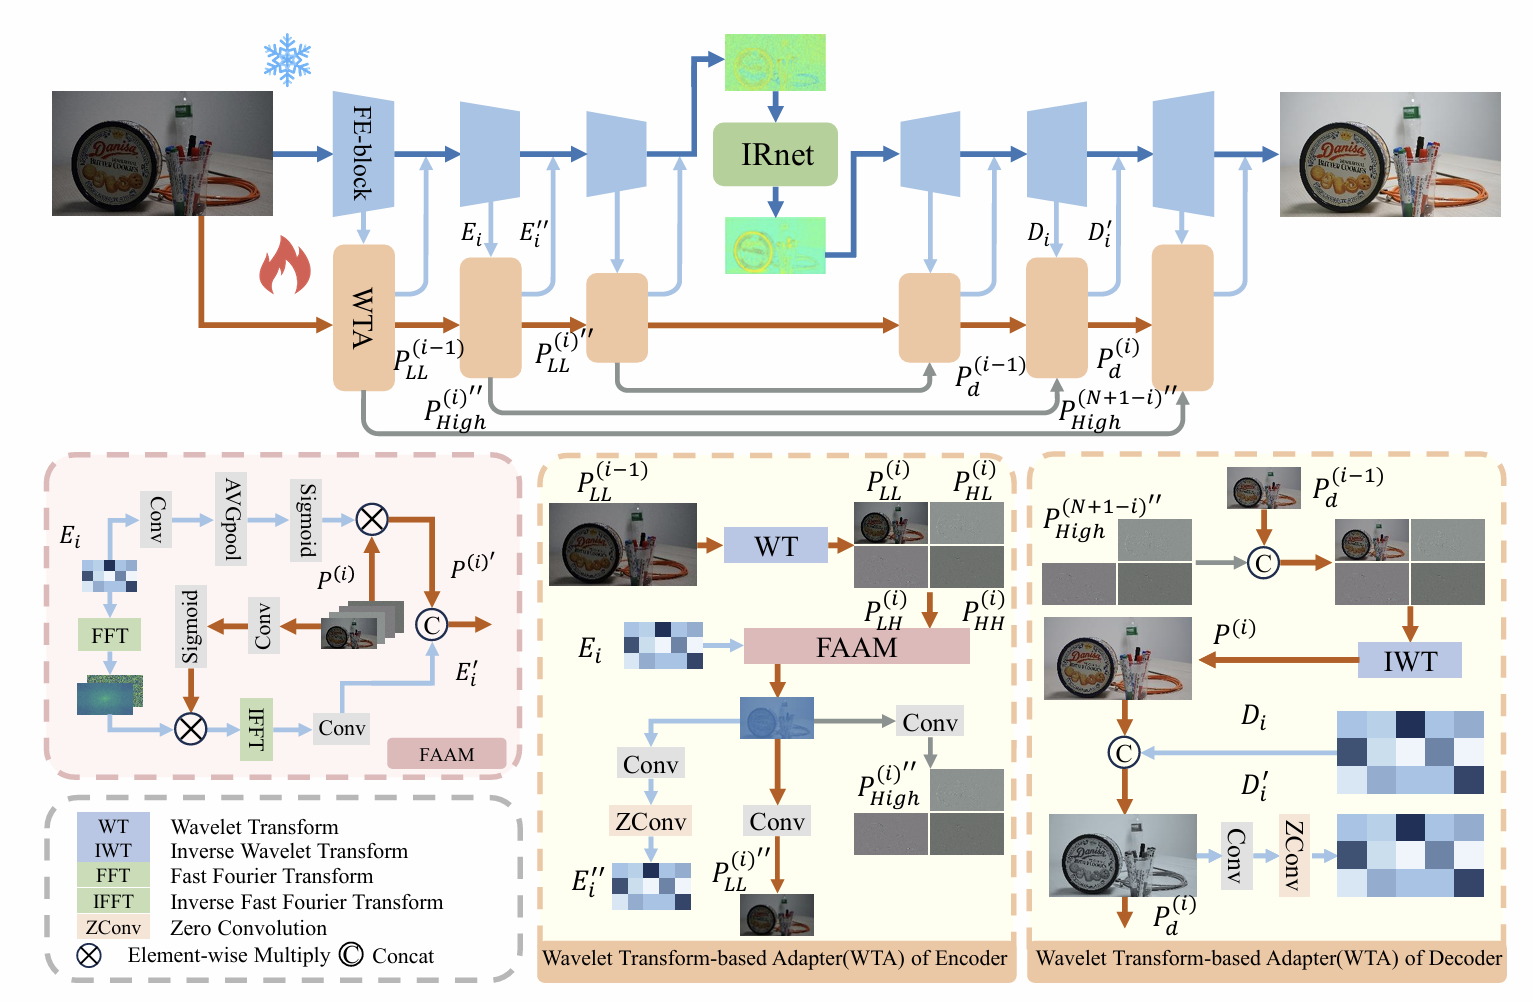 FE-block
IRnet
E_i
E_i''
D_i
D_i'
WTA
P_{LL}^{(i-1)}
P_{LL}^{(i)''}
P_d^{(i-1)}
P_d^{(i)}
P_{High}^{(i)''}
P_{High}^{(N+1-i)''}
E_i
Conv
AVGpool
Sigmoid
P^{(i)}
P^{(i)'}
FFT
Sigmoid
Conv
C
E_i'
IFFT
Conv
FAAM
WT Wavelet Transform
IWT Inverse Wavelet Transform
FFT Fast Fourier Transform
IFFT Inverse Fast Fourier Transform
ZConv Zero Convolution
Element-wise Multiply C Concat
P_{LL}^{(i-1)}
P_{LL}^{(i)}
P_{HL}^{(i)}
WT
P_{LH}^{(i)}
P_{HH}^{(i)}
E_i
FAAM
Conv
Conv
P_{High}^{(i)''}
ZConv
Conv
E_i''
P_{LL}^{(i)''}
Wavelet Transform-based Adapter(WTA) of Encoder
P_{High}^{(N+1-i)''}
P_d^{(i-1)}
C
P^{(i)}
IWT
D_i
C
D_i'
Conv
ZConv
P_d^{(i)}
Wavelet Transform-based Adapter(WTA) of Decoder
Danisa
BUTTER COOKIES